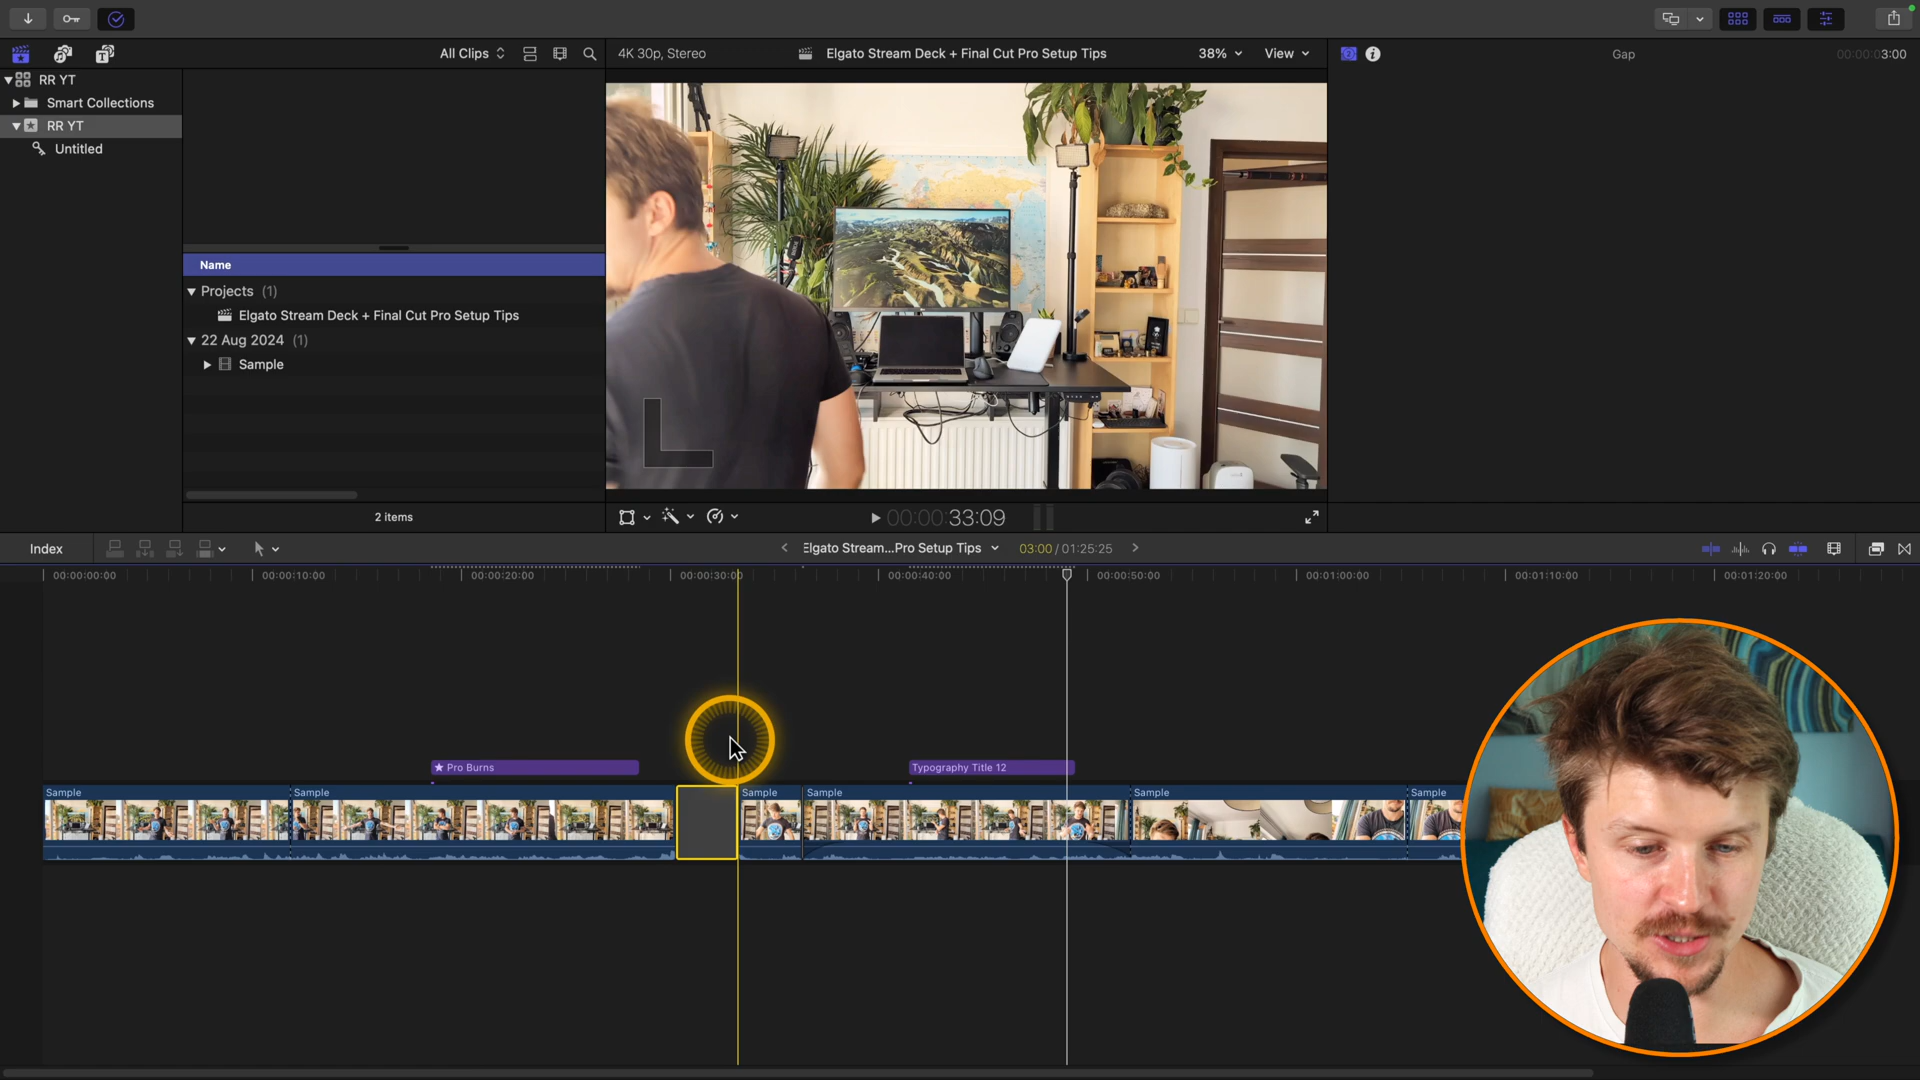 All Clips
4K 30p, Stereo
Elgato Stream Deck + Final Cut Pro Setup Tips
38%
View
Gap
00:00:03:00
RR YT
Smart Collections
RR YT
Untitled
Name
Projects (1)
Elgato Stream Deck + Final Cut Pro Setup Tips
22 Aug 2024 (1)
Sample
2 items
00:00:33:09
Index
Elgato Stream...Pro Setup Tips
03:00 / 01:25:25
00:00:00:00
00:00:10:00
00:00:20:00
00:00:30:00
00:00:40:00
00:00:50:00
00:01:00:00
00:01:10:00
00:01:20:00
Pro Burns
Typography Title 12
Sample
Sample
Sample
Sample
Sample
Sample